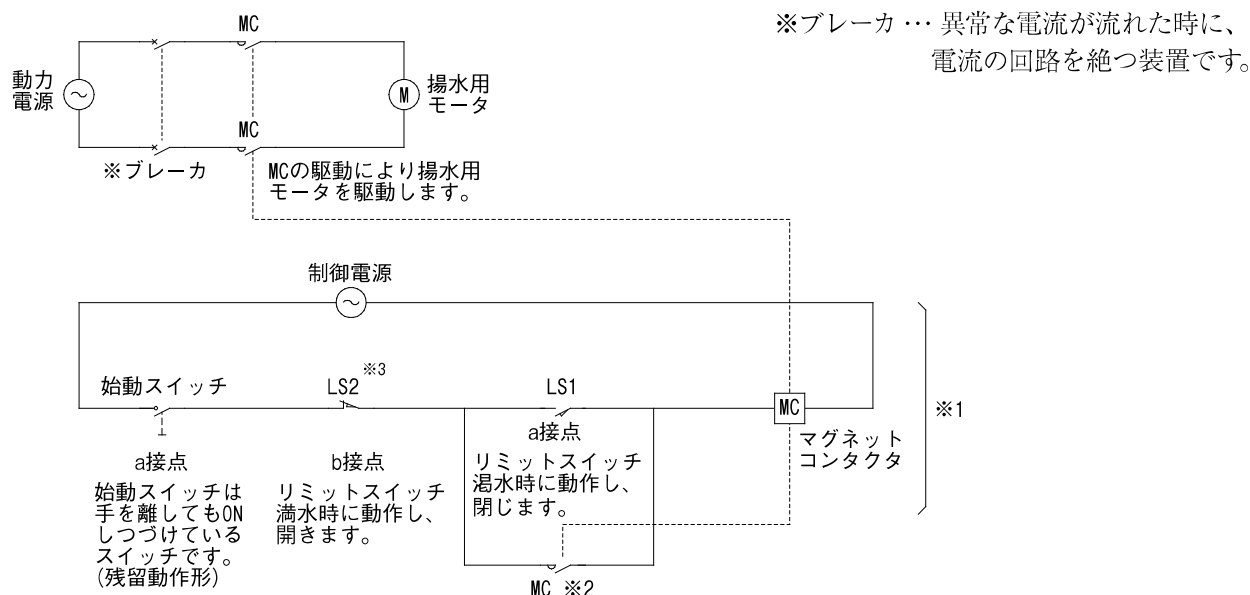 ※ブレーカ … 異常な電流が流れた時に、
電流の回路を絶つ装置です。
MC
動力
電源
M
揚水用
モータ
MC
※ブレーカ
MCの駆動により揚水用
モータを駆動します。
制御電源
始動スイッチ
LS2 ※3
LS1
MC
※1
a接点
マグネット
コンタクタ
a接点
始動スイッチは
手を離してもON
しつづけている
スイッチです。
(残留動作形)
b接点
リミットスイッチ
満水時に動作し、
開きます。
リミットスイッチ
渇水時に動作し、
閉じます。
MC ※2